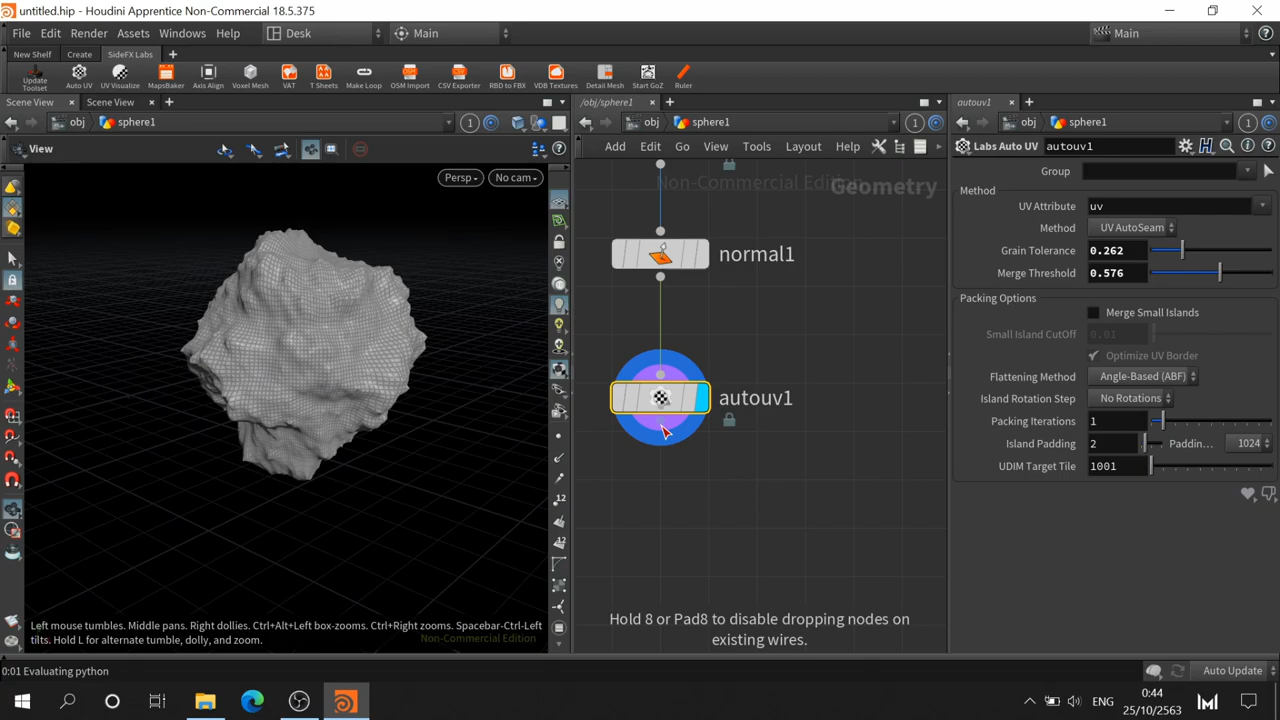 untitled.hip - Houdini Apprentice Non-Commercial 18.5.375
File Edit Render Assets Windows Help Desk Main Main
New Shelf Create SideFX Labs
Update Toolset Auto UV UV Visualize MapsBaker Axis Align Voxel Mesh VAT T Sheets Make Loop OSM Import CSV Exporter RBD to FBX VDB Textures Detail Mesh Start GoZ Ruler
Scene View Scene View /obj/sphere1 autouv1
obj sphere1 1 obj sphere1 1 obj sphere1 1
View Add Edit Go View Tools Layout Help Labs Auto UV autouv1
Persp No cam
Non-Commercial Edition Geometry
normal1
autouv1
Hold 8 or Pad8 to disable dropping nodes on
existing wires.
Left mouse tumbles. Middle pans. Right dollies. Ctrl+Alt+Left box-zooms. Ctrl+Right zooms. Spacebar-Ctrl-Left
tilts. Hold L for alternate tumble, dolly, and zoom.
Non-Commercial Edition
.12
.12
Group
Method
UV Attribute uv
Method UV AutoSeam
Grain Tolerance 0.262
Merge Threshold 0.576
Packing Options
Merge Small Islands
Small Island CutOff 0.01
Optimize UV Border
Flattening Method Angle-Based (ABF)
Island Rotation Step No Rotations
Packing Iterations 1
Island Padding 2 Paddin... 1024
UDIM Target Tile 1001
0:01 Evaluating python Auto Update
ENG 0:44
25/10/2563